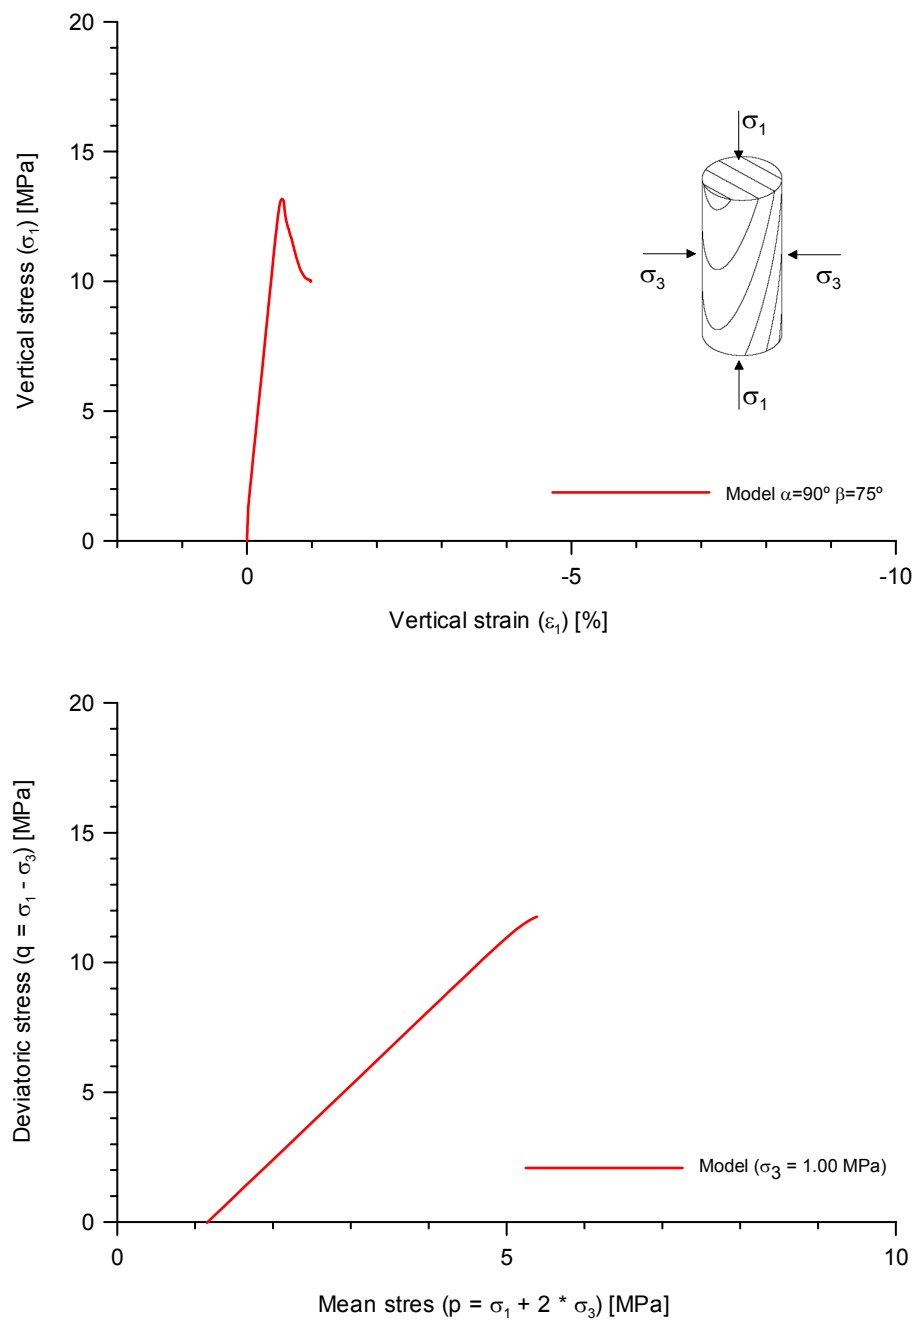 20
15
10
5
0
Vertical stress (σ₁) [MPa]
σ₁
σ₃
σ₃
σ₁
Model α=90º β=75º
0
-5
-10
Vertical strain (ε₁) [%]
20
15
10
5
0
Deviatoric stress (q = σ₁ - σ₃) [MPa]
Model (σ₃ = 1.00 MPa)
0
5
10
Mean stres (p = σ₁ + 2 * σ₃) [MPa]